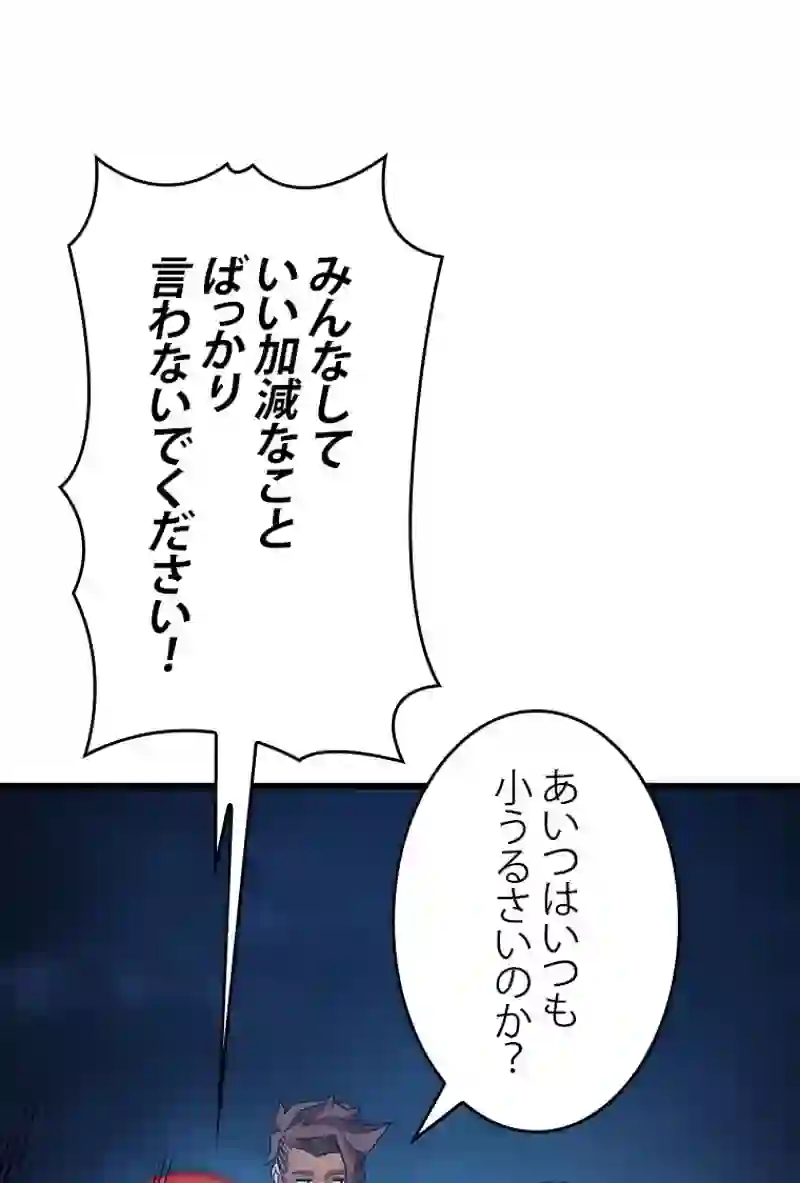 みんなして
いい加減なこと
ばっかり
言わないでください!
あいつはいつも
小うるさいのか?